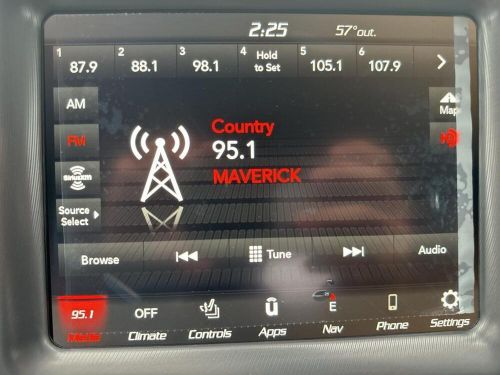 2:25 57°out.
1 87.9 2 88.1 3 98.1 4 Hold to Set 5 105.1 6 107.9
AM
Map
FM
Country
95.1
MAVERICK
SiriusXM
Source Select
Browse Tune Audio
95.1 OFF E
Media Climate Controls Apps Nav Phone Settings